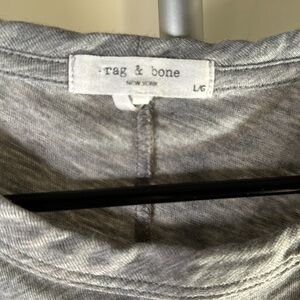 rag & bone
NEW YORK
L/G